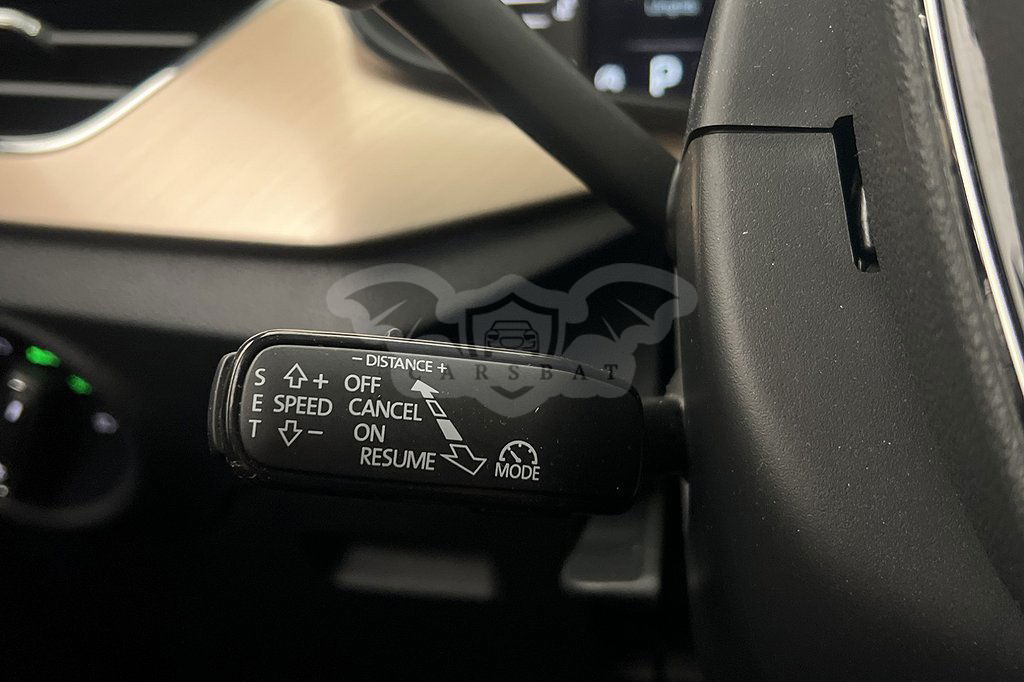 P
– DISTANCE +
S + OFF
E SPEED CANCEL
T – ON
RESUME
MODE
CARSBAT